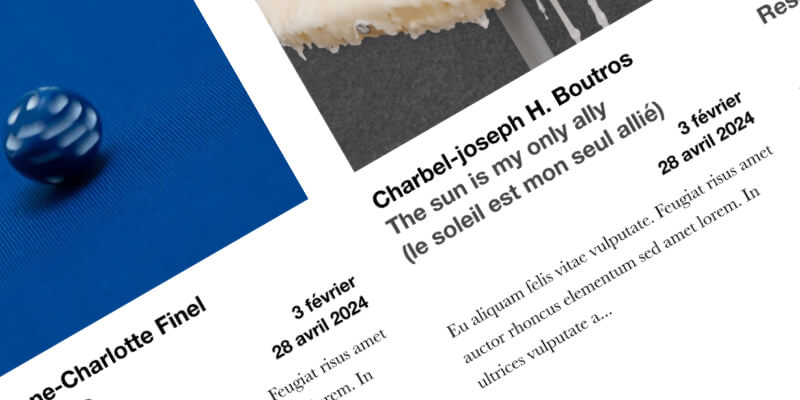 Charbel-joseph H. Boutros
The sun is my only ally
(le soleil est mon seul allié)
3 février
28 avril 2024
Eu aliquam felis vitae vulputate. Feugiat risus amet
auctor rhoncus elementum sed amet lorem. In
ultrices vulputate a...
ne-Charlotte Finel
3 février
28 avril 2024
Feugiat risus amet
orem. In
Res